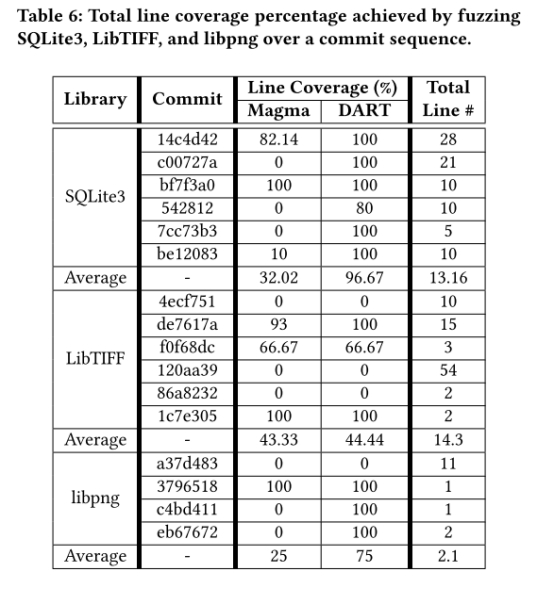 Table 6: Total line coverage percentage achieved by fuzzing
SQLite3, LibTIFF, and libpng over a commit sequence.
Library Commit Line Coverage (%) Total
Magma DART Line #
14c4d42 82.14 100 28
c00727a 0 100 21
bf7f3a0 100 100 10
SQLite3
542812 0 80 10
7cc73b3 0 100 5
be12083 10 100 10
Average - 32.02 96.67 13.16
4ecf751 0 0 10
de7617a 93 100 15
f0f68dc 66.67 66.67 3
LibTIFF
120aa39 0 0 54
86a8232 0 0 2
1c7e305 100 100 2
Average - 43.33 44.44 14.3
a37d483 0 0 11
3796518 100 100 1
libpng
c4bd411 0 100 1
eb67672 0 100 2
Average - 25 75 2.1